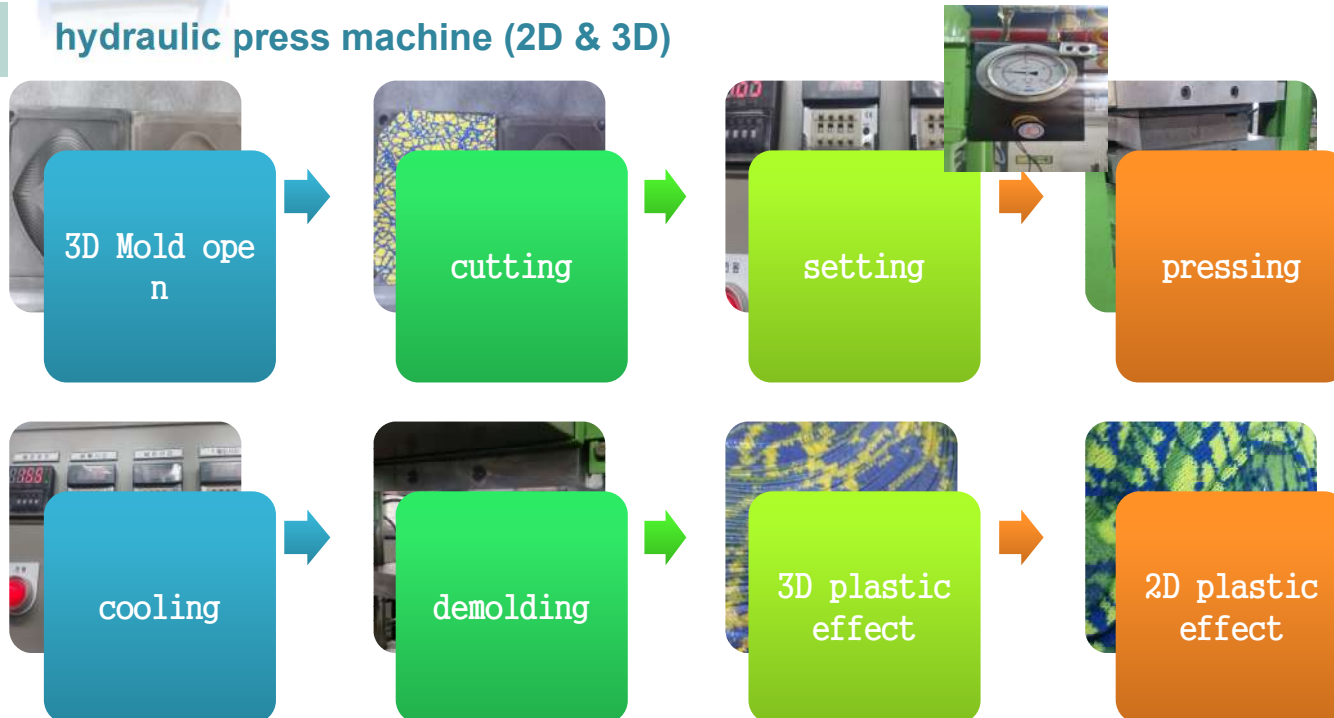 hydraulic press machine (2D & 3D)
3D Mold ope
n
cutting
setting
pressing
cooling
demolding
3D plastic
effect
2D plastic
effect